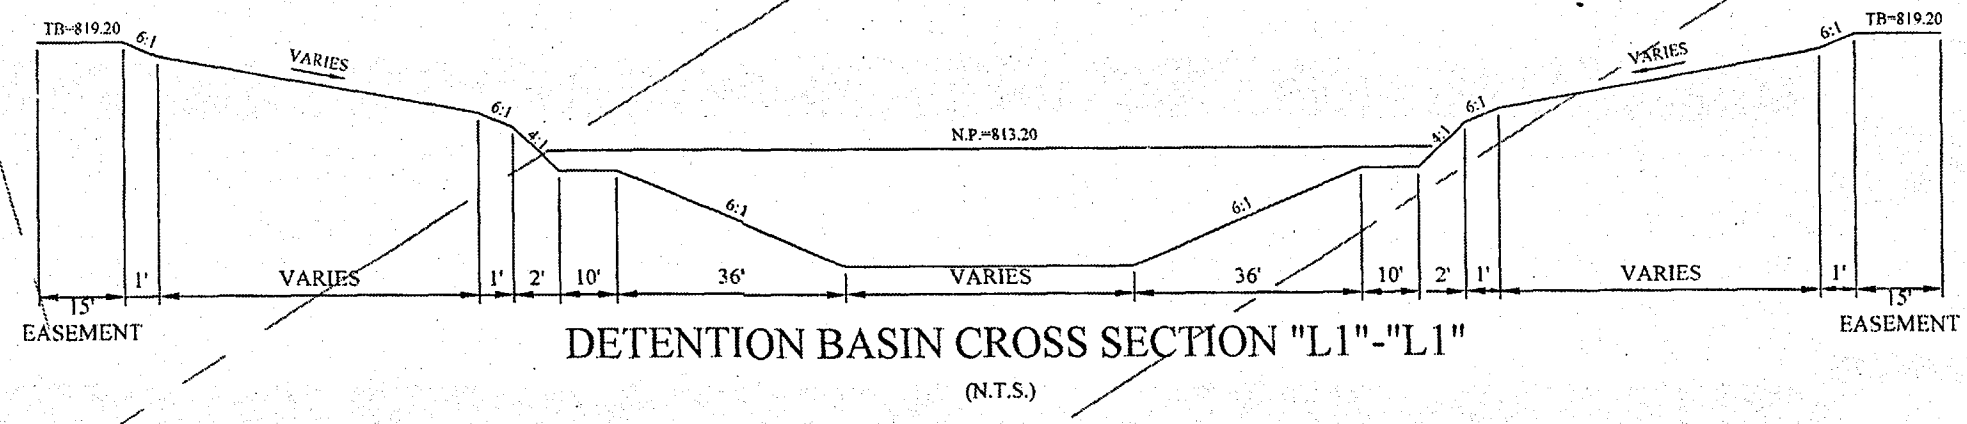 TB=819.20 6:1 6:1 TB=819.20
VARIES VARIES
6:1 6:1
4:1 N.P.=813.20 4:1
6:1 6:1
1' VARIES 1' 2' 10' 36' VARIES 36' 10' 2' 1' VARIES 1'
15' 15'
EASEMENT EASEMENT
DETENTION BASIN CROSS SECTION "L1"-"L1"
(N.T.S.)